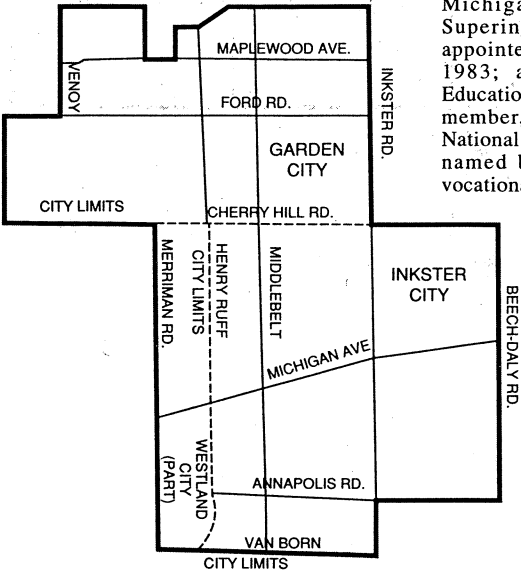 Michigan
Superin
appointe
1983; a
Education
member,
National
named b
vocationa
MAPLEWOOD AVE.
VENOY
FORD RD.
INKSTER RD.
GARDEN
CITY
CITY LIMITS
CHERRY HILL RD.
MERRIMAN RD.
HENRY RUFF
CITY LIMITS
MIDDLEBELT
INKSTER
CITY
BEECH-DALY RD.
MICHIGAN AVE
WESTLAND
CITY
(PART)
ANNAPOLIS RD.
VAN BORN
CITY LIMITS